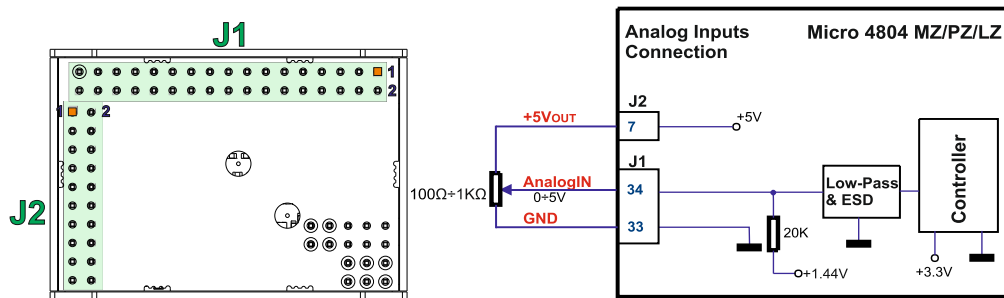 J1
1
2
1
2
J2
Analog Inputs
Connection
Micro 4804 MZ/PZ/LZ
J2
+5VOUT
7
+5V
J1
100Ω÷1KΩ
AnalogIN
0÷5V
34
GND
33
Low-Pass
& ESD
Controller
20K
+1.44V
+3.3V